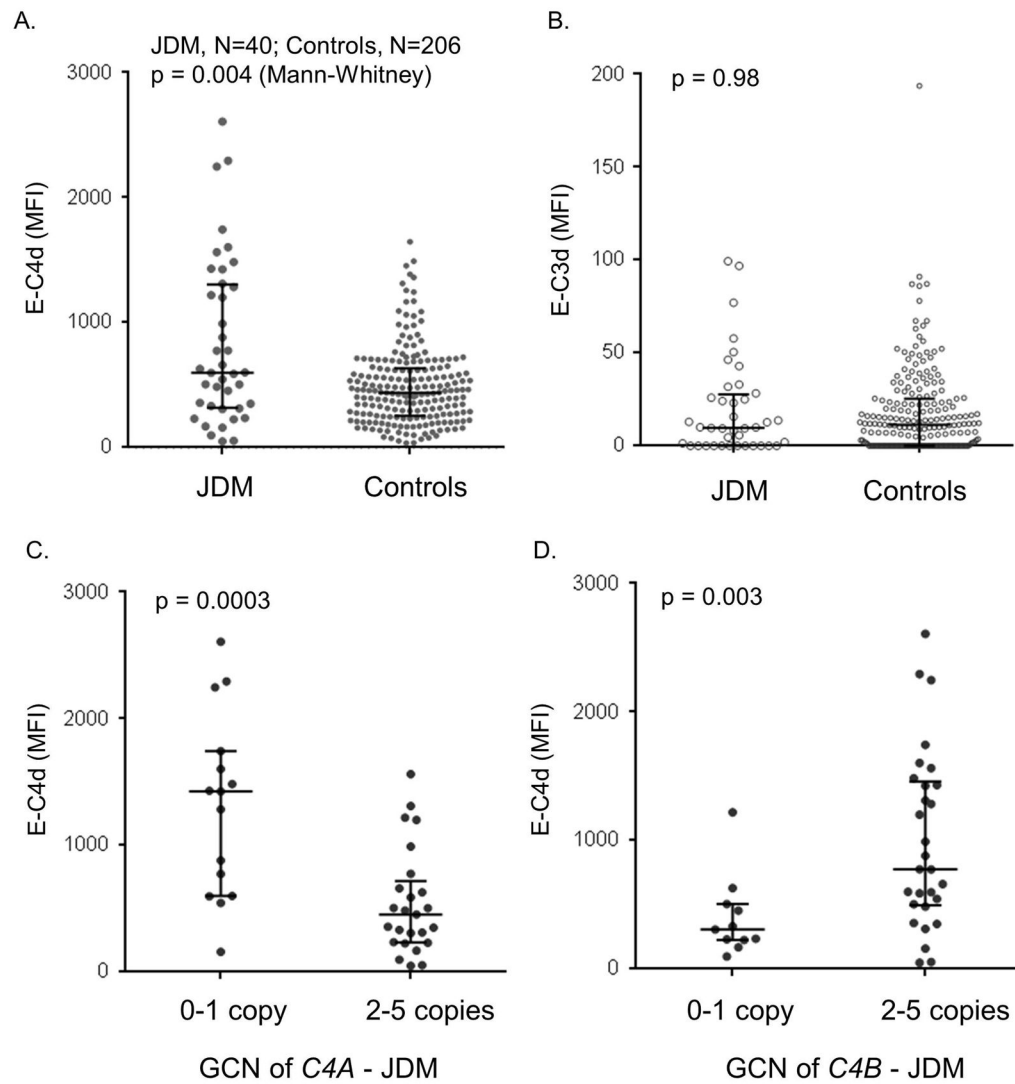 A.
JDM, N=40; Controls, N=206
p = 0.004 (Mann-Whitney)
3000
2000
1000
0
E-C4d (MFI)
JDM
Controls
B.
p = 0.98
200
150
100
50
0
E-C3d (MFI)
JDM
Controls
C.
p = 0.0003
3000
2000
1000
0
E-C4d (MFI)
0-1 copy
2-5 copies
GCN of C4A - JDM
D.
p = 0.003
3000
2000
1000
0
E-C4d (MFI)
0-1 copy
2-5 copies
GCN of C4B - JDM